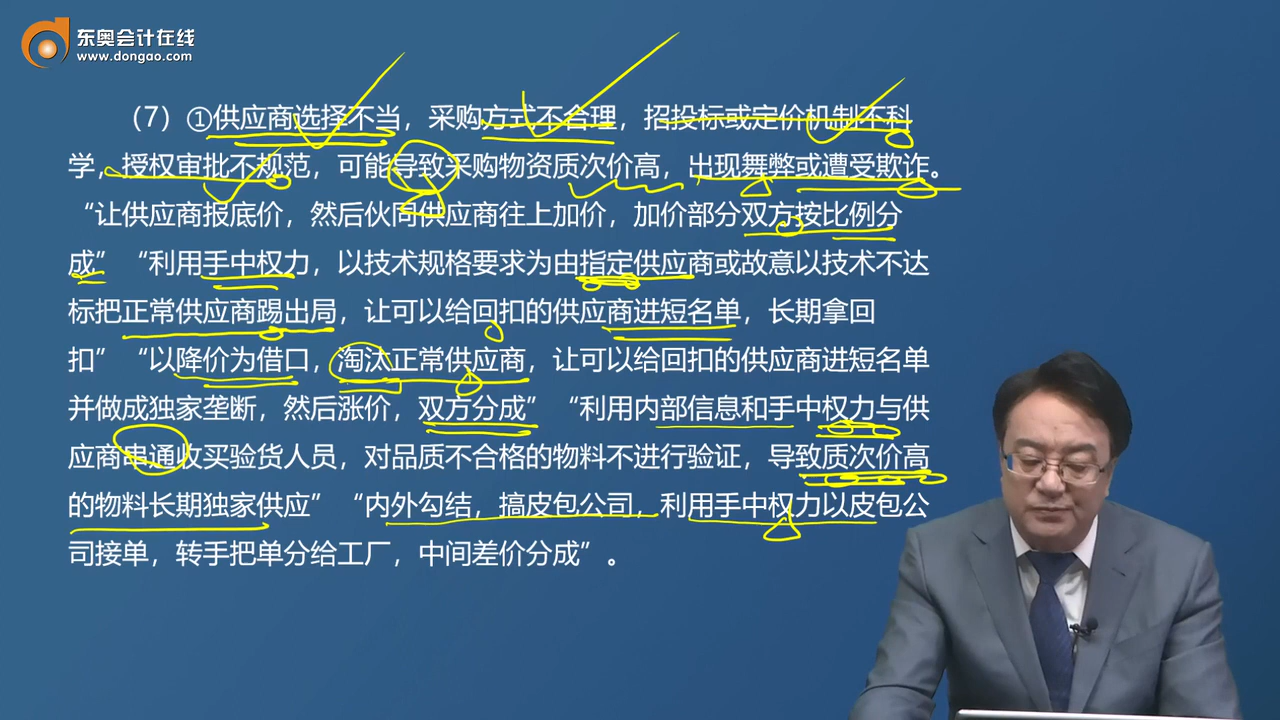 东奥会计在线
www.dongao.com
（7）①供应商选择不当，采购方式不合理，招投标或定价机制不科
学，授权审批不规范，可能导致采购物资质次价高，出现舞弊或遭受欺诈。
“让供应商报底价，然后伙同供应商往上加价，加价部分双方按比例分
成”“利用手中权力，以技术规格要求为由指定供应商或故意以技术不达
标把正常供应商踢出局，让可以给回扣的供应商进短名单，长期拿回
扣”“以降价为借口，淘汰正常供应商，让可以给回扣的供应商进短名单
并做成独家垄断，然后涨价，双方分成”“利用内部信息和手中权力与供
应商串通收买验货人员，对品质不合格的物料不进行验证，导致质次价高
的物料长期独家供应”“内外勾结，搞皮包公司，利用手中权力以皮包公
司接单，转手把单分给工厂，中间差价分成”。